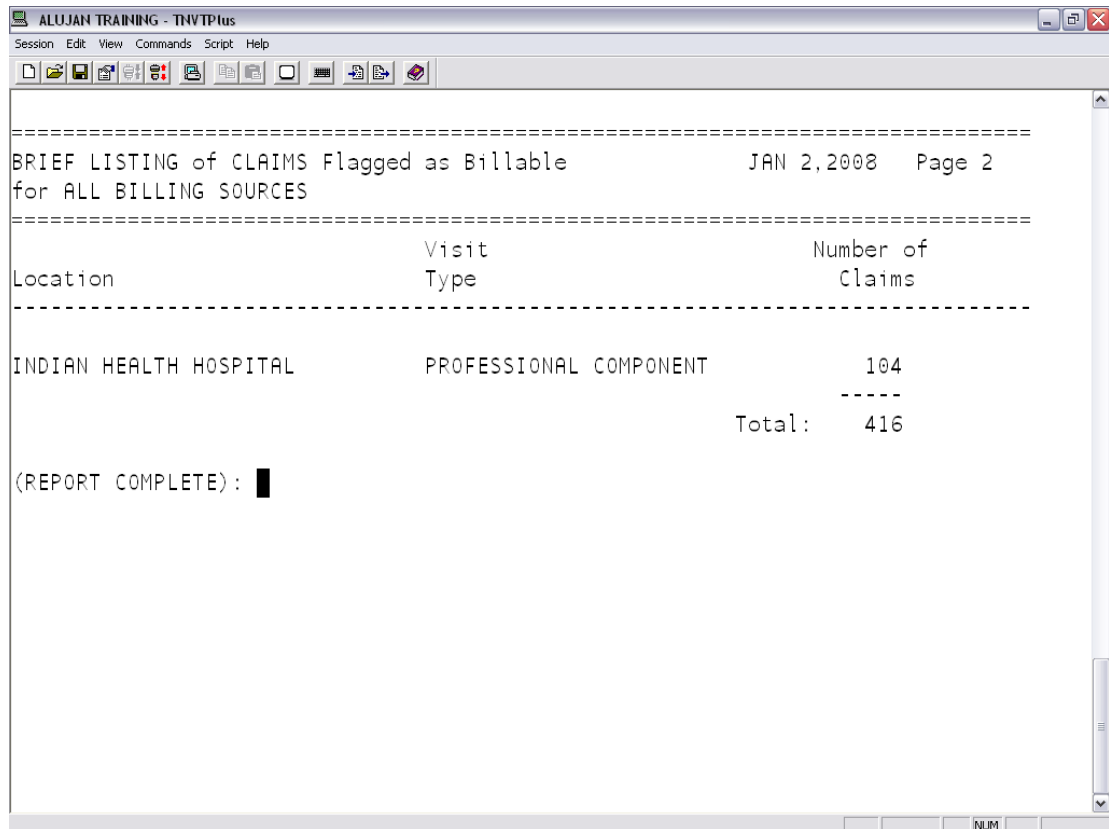 ALUJAN TRAINING - TNVTPlus
Session Edit View Commands Script Help
================================================================================
BRIEF LISTING of CLAIMS Flagged as Billable JAN 2,2008 Page 2
for ALL BILLING SOURCES
================================================================================
Visit Number of
Location Type Claims
--------------------------------------------------------------------------------
INDIAN HEALTH HOSPITAL PROFESSIONAL COMPONENT 104
-----
Total: 416
(REPORT COMPLETE):
NUM